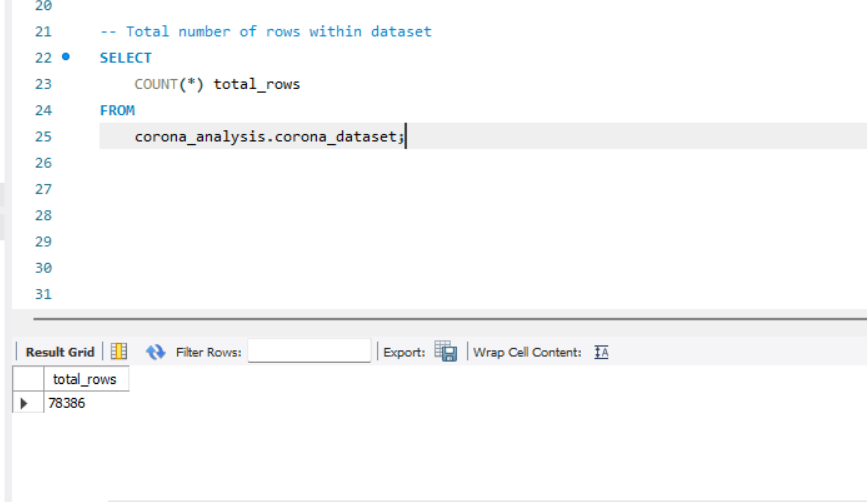 20
21 -- Total number of rows within dataset
22 SELECT
23 COUNT(*) total_rows
24 FROM
25 corona_analysis.corona_dataset;
26
27
28
29
30
31
Result Grid Filter Rows: Export: Wrap Cell Content: IA
total_rows
78386